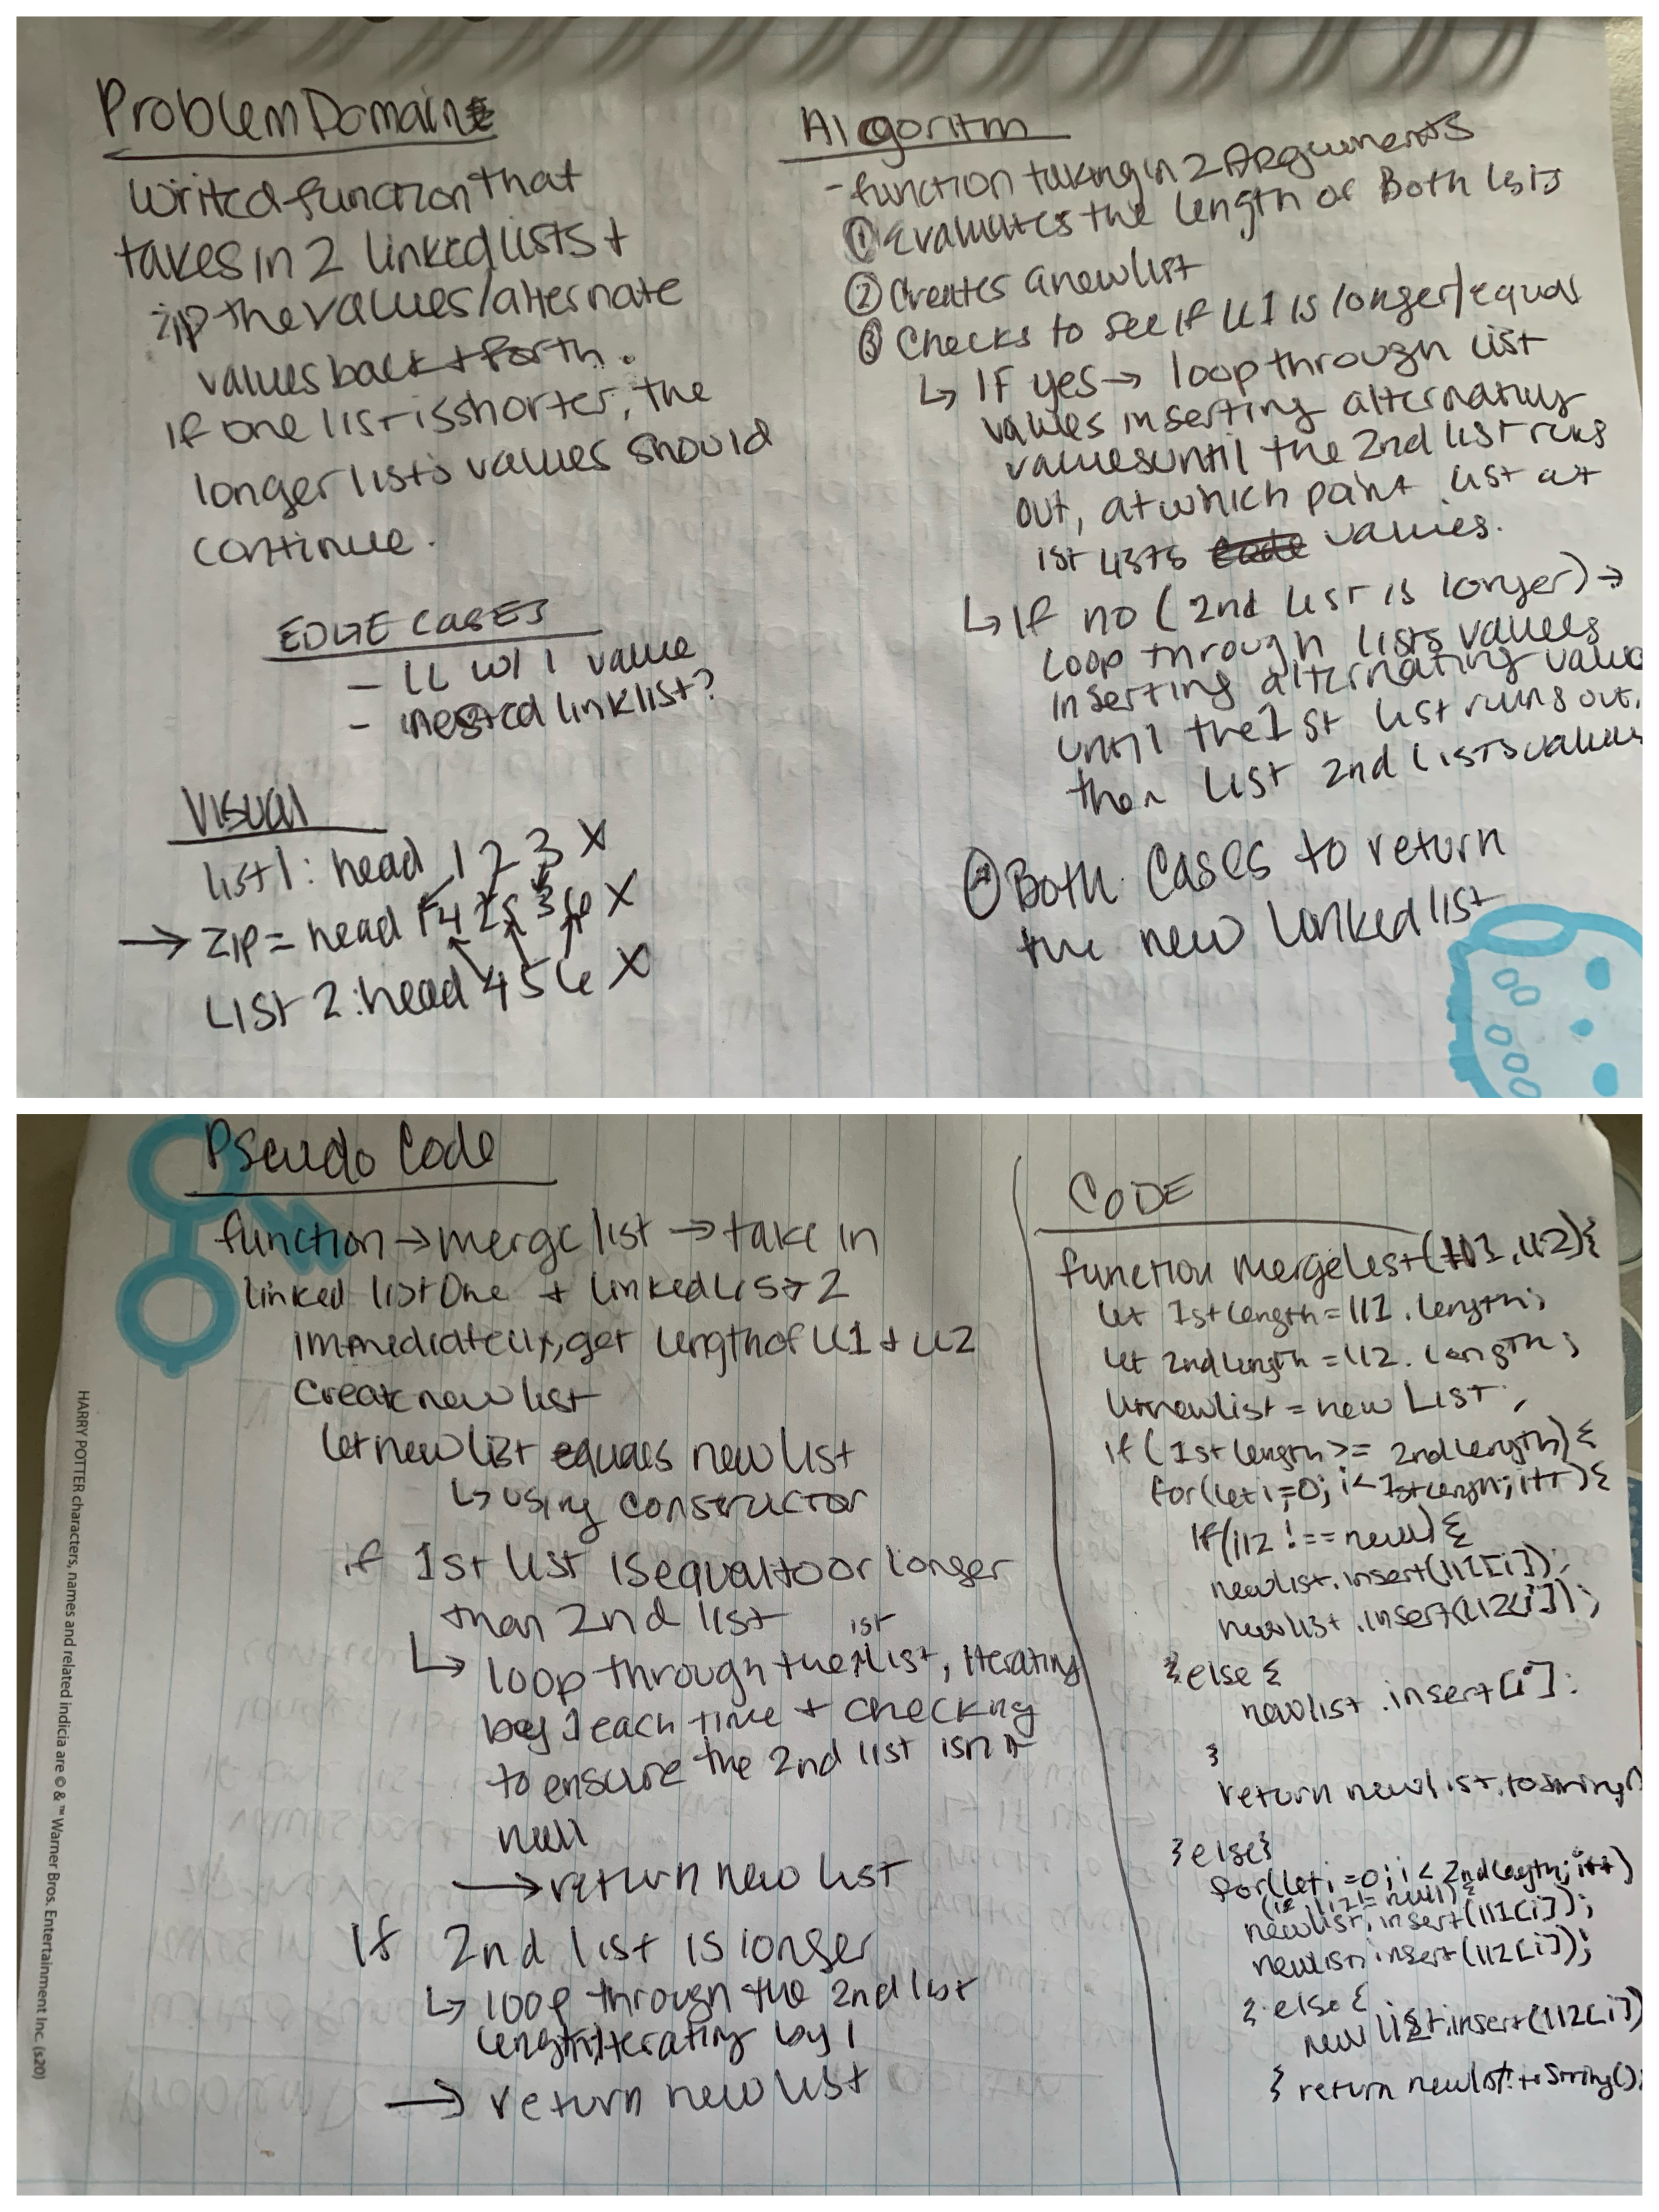 Problem Domain
Write a function that
takes in 2 linked lists +
zip the values/alternate
values back + forth.
if one list is shorter, the
longer lists values should
continue.
EDGE CASES
- LL w/ 1 value
- nested link list?
Visual
list 1: head 1 2 3 X
→ zip = head 1 4 2 5 3 6 X
List 2: head 4 5 6 X
Algoritm
- function taking in 2 Arguments
① Evaluates the length of Both lists
② Creates a new list
③ Checks to see if ll1 is longer/equal
↳ IF yes → loop through list
values inserting alternating
values until the 2nd list runs
out, at which point list at
1st lists values.
↳ If no (2nd list is longer) →
loop through lists values
inserting alternating value
until the 1st list runs out,
then list 2nd lists values
④ Both cases to return
the new linked list
Pseudo Code
function → merge list → take in
linked list One + linked List 2
immediately, get length of ll1 + ll2
Create new list
let new list equals new list
↳ using constructor
if 1st list is equal to or longer
than 2nd list
↳ loop through the 1st list, iterating
by 1 each time + checking
to ensure the 2nd list isn't
null
→ return new list
If 2nd list is longer
↳ loop through the 2nd list
length iterating by 1
→ return new list
CODE
function mergeList(ll1, ll2){
let 1stlength = ll1.length;
let 2ndlength = ll2.length;
let newlist = new List;
if (1stlength >= 2ndlength) {
for(let i=0; i< 1stlengh; i++) {
If(ll2 !== null) {
newlist.insert(ll1[i]);
newlist.insert(ll2[i]);
} else {
newlist.insert[i];
}
return newlist.toString()
} else }
for(let i=0; i< 2ndlength; i++)
(if ll2 != null) {
newlist.insert(ll1[i]);
newlist.insert(ll2[i]);
} else {
newlist.insert(ll2[i])
} return newlist.toString();
HARRY POTTER characters, names and related indicia are © & ™ Warner Bros. Entertainment Inc. (s20)